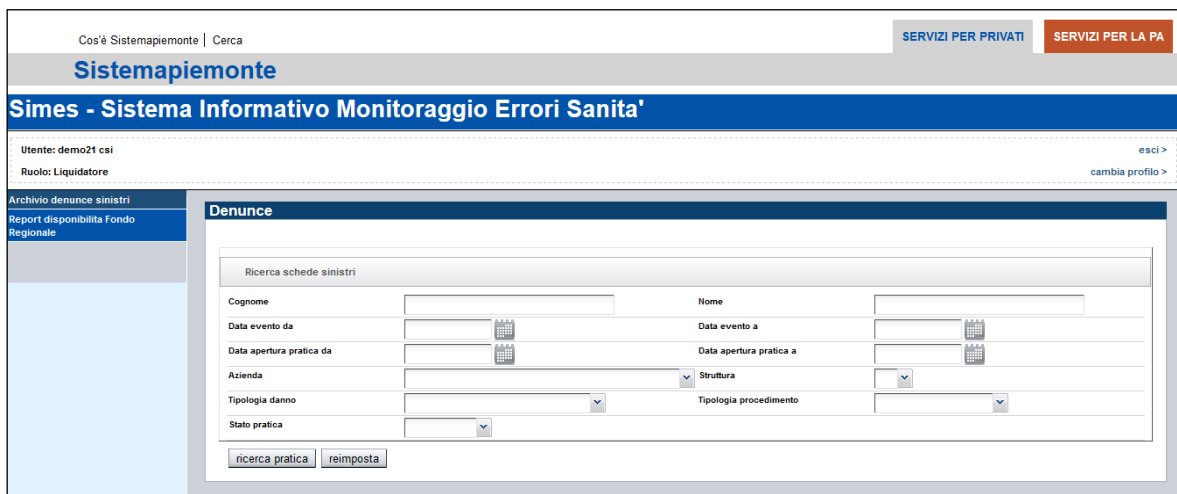 Cos'è Sistemapiemonte | Cerca
SERVIZI PER PRIVATI
SERVIZI PER LA PA
Sistemapiemonte
Simes - Sistema Informativo Monitoraggio Errori Sanita'
Utente: demo21 csi
esci >
Ruolo: Liquidatore
cambia profilo >
Archivio denunce sinistri
Report disponibilita Fondo
Regionale
Denunce
Ricerca schede sinistri
Cognome
Nome
Data evento da
Data evento a
Data apertura pratica da
Data apertura pratica a
Azienda
Struttura
Tipologia danno
Tipologia procedimento
Stato pratica
ricerca pratica
reimposta